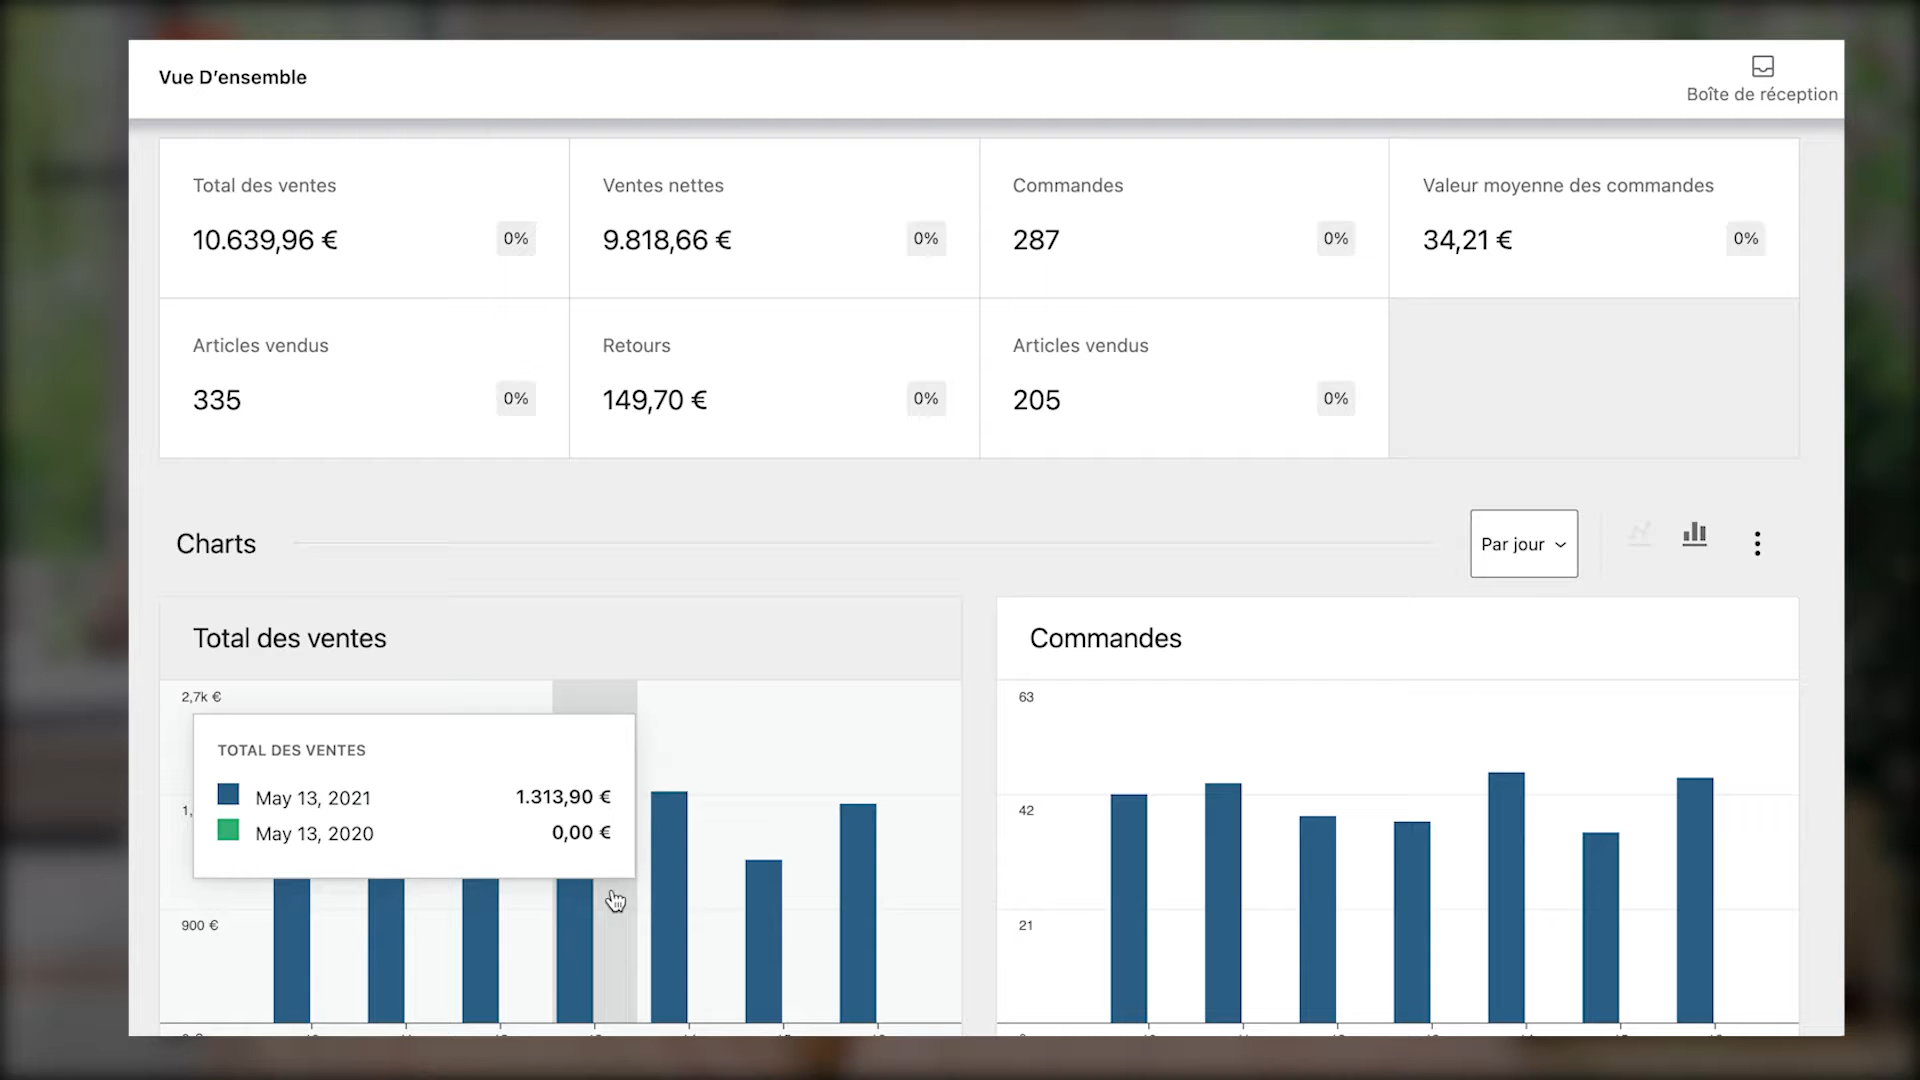 Vue D'ensemble
Boîte de réception
Total des ventes
10.639,96 €
0%
Ventes nettes
9.818,66 €
0%
Commandes
287
0%
Valeur moyenne des commandes
34,21 €
0%
Articles vendus
335
0%
Retours
149,70 €
0%
Articles vendus
205
0%
Charts
Par jour
Total des ventes
2,7k €
TOTAL DES VENTES
May 13, 2021 1.313,90 €
May 13, 2020 0,00 €
1,
900 €
Commandes
63
42
21